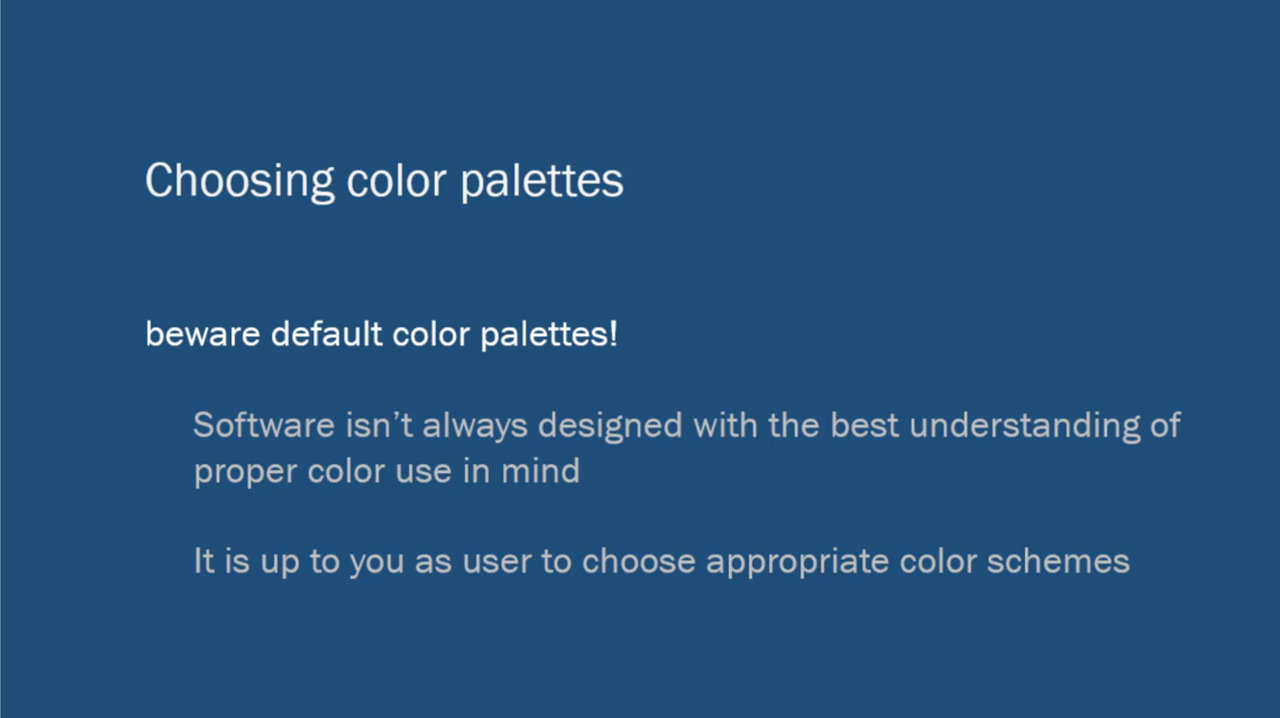 Choosing color palettes
beware default color palettes!
Software isn’t always designed with the best understanding of
proper color use in mind
It is up to you as user to choose appropriate color schemes